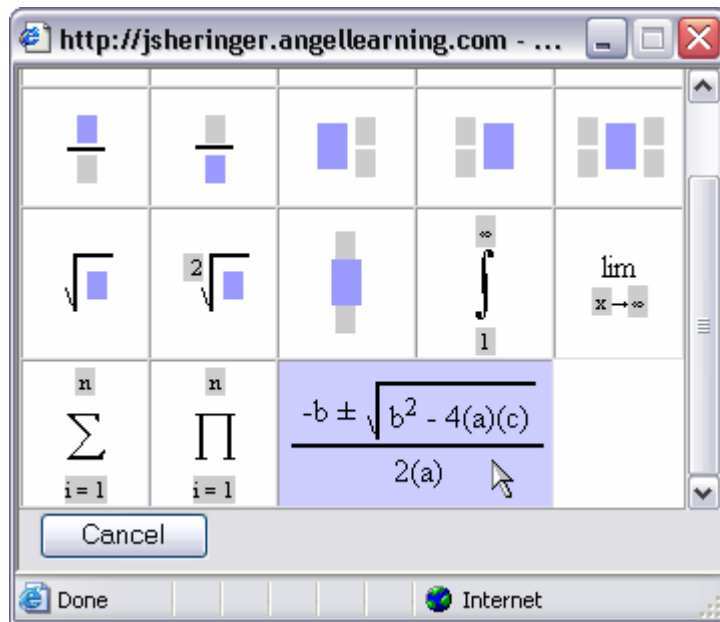 http://jsheringer.angellearning.com - ...
2
∞
1
lim
x→∞
n
i = 1
n
i = 1
-b ± √b² - 4(a)(c)
2(a)
Cancel
Done
Internet